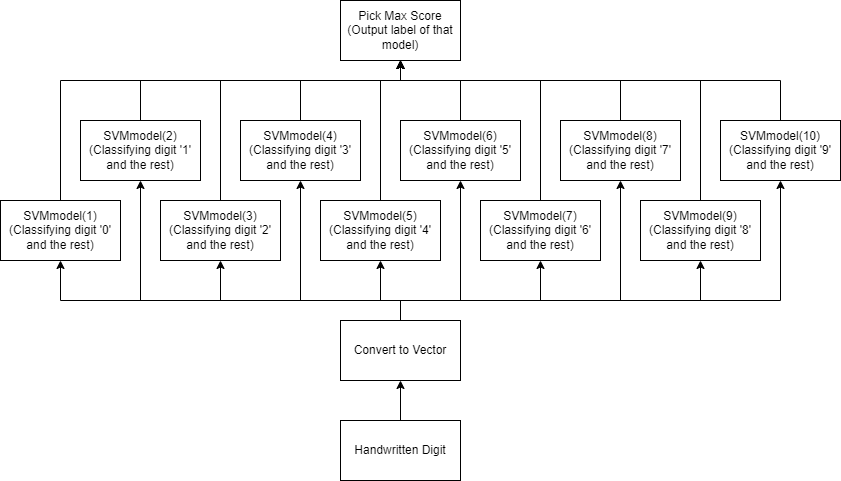 Pick Max Score
(Output label of that
model)
SVMmodel(2)
(Classifying digit '1'
and the rest)
SVMmodel(4)
(Classifying digit '3'
and the rest)
SVMmodel(6)
(Classifying digit '5'
and the rest)
SVMmodel(8)
(Classifying digit '7'
and the rest)
SVMmodel(10)
(Classifying digit '9'
and the rest)
SVMmodel(1)
(Classifying digit '0'
and the rest)
SVMmodel(3)
(Classifying digit '2'
and the rest)
SVMmodel(5)
(Classifying digit '4'
and the rest)
SVMmodel(7)
(Classifying digit '6'
and the rest)
SVMmodel(9)
(Classifying digit '8'
and the rest)
Convert to Vector
Handwritten Digit